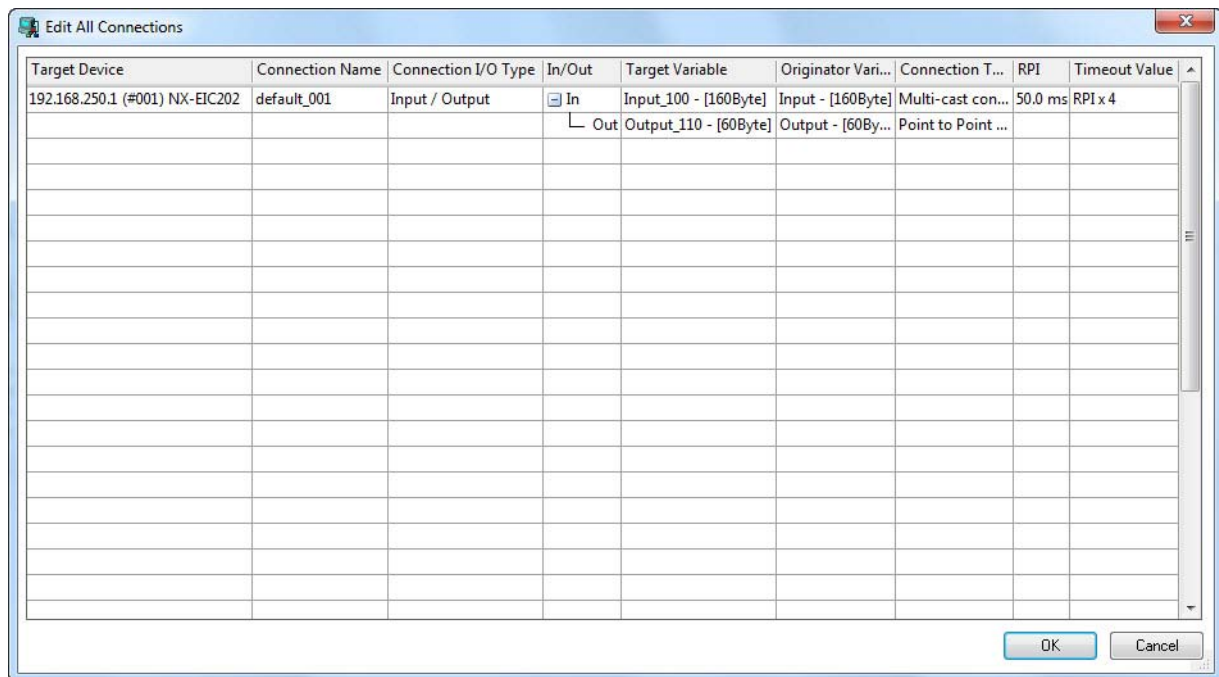 Edit All Connections
Target Device Connection Name Connection I/O Type In/Out Target Variable Originator Vari... Connection T... RPI Timeout Value
192.168.250.1 (#001) NX-EIC202 default_001 Input / Output In Input_100 - [160Byte] Input - [160Byte] Multi-cast con... 50.0 ms RPI x 4
Out Output_110 - [60Byte] Output - [60By... Point to Point ...
OK Cancel